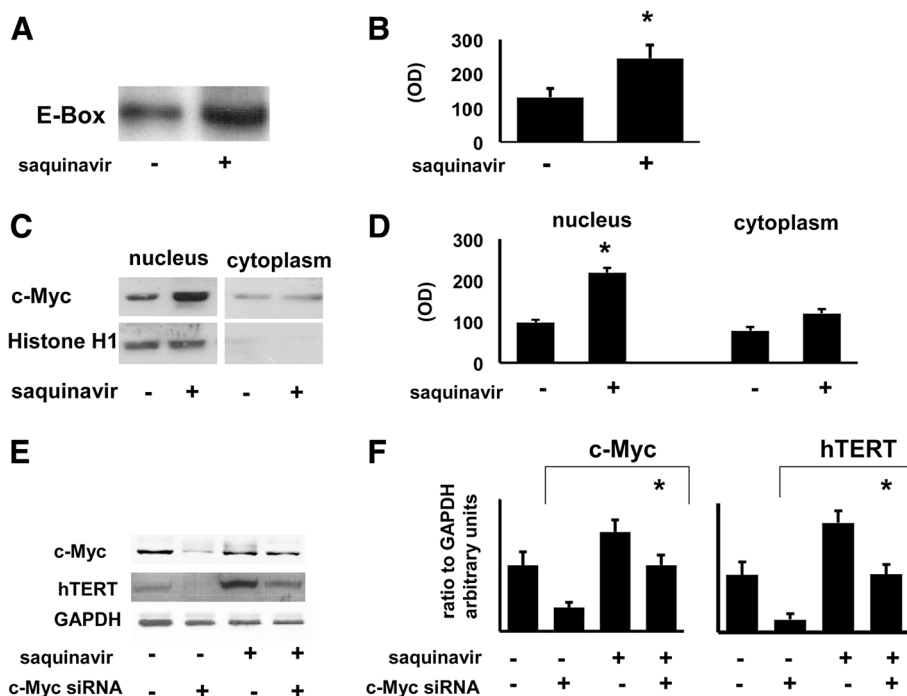 A
E-Box
saquinavir - +
B
*
300
200
100
0
(OD)
saquinavir - +
C
nucleus cytoplasm
c-Myc
Histone H1
saquinavir - + - +
D
nucleus cytoplasm
*
300
200
100
0
(OD)
saquinavir - + - +
E
c-Myc
hTERT
GAPDH
saquinavir - - + +
c-Myc siRNA - + - +
F
c-Myc hTERT
* *
ratio to GAPDH
arbitrary units
saquinavir - - + + - - + +
c-Myc siRNA - + - + - + - +